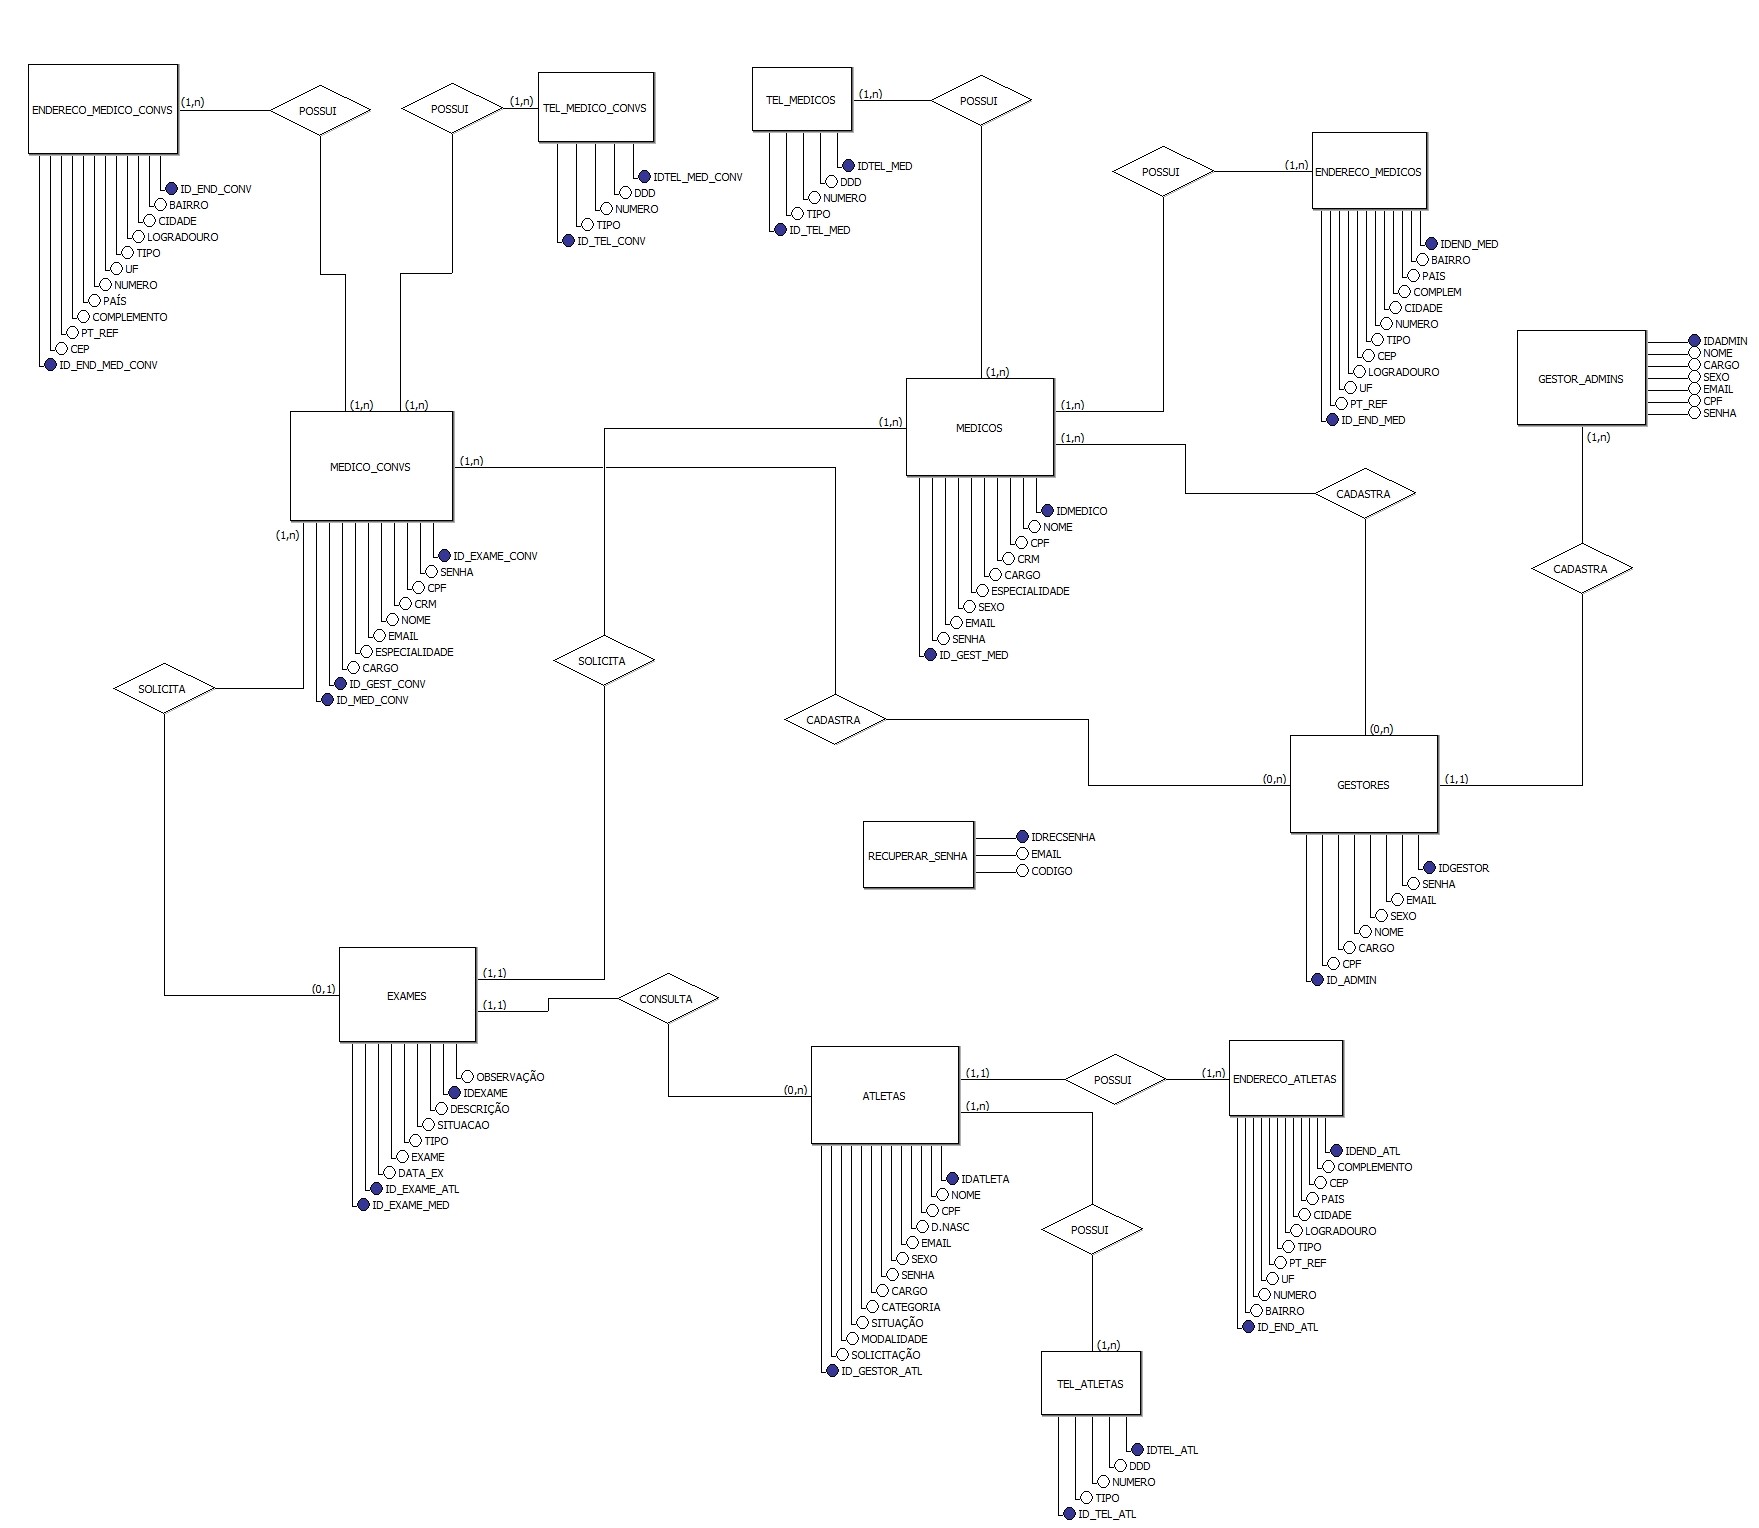 ENDERECO_MEDICO_CONVS
(1,n)
POSSUI
ID_END_CONV
BAIRRO
CIDADE
LOGRADOURO
TIPO
UF
NUMERO
PAÍS
COMPLEMENTO
PT_REF
CEP
ID_END_MED_CONV
POSSUI
(1,n)
TEL_MEDICO_CONVS
IDTEL_MED_CONV
DDD
NUMERO
TIPO
ID_TEL_CONV
TEL_MEDICOS
(1,n)
POSSUI
IDTEL_MED
DDD
NUMERO
TIPO
ID_TEL_MED
POSSUI
(1,n)
ENDERECO_MEDICOS
IDEND_MED
BAIRRO
PAIS
COMPLEM
CIDADE
NUMERO
TIPO
CEP
LOGRADOURO
UF
PT_REF
ID_END_MED
GESTOR_ADMINS
IDADMIN
NOME
CARGO
SEXO
EMAIL
CPF
SENHA
(1,n)
CADASTRA
(1,n)
(1,n)
MEDICO_CONVS
(1,n)
(1,n)
ID_EXAME_CONV
SENHA
CPF
CRM
NOME
EMAIL
ESPECIALIDADE
CARGO
ID_GEST_CONV
ID_MED_CONV
SOLICITA
(1,n)
(1,n)
MEDICOS
(1,n)
(1,n)
IDMEDICO
NOME
CPF
CRM
CARGO
ESPECIALIDADE
SEXO
EMAIL
SENHA
ID_GEST_MED
SOLICITA
CADASTRA
CADASTRA
(0,n)
(0,n)
GESTORES
(1,1)
IDGESTOR
SENHA
EMAIL
SEXO
NOME
CARGO
CPF
ID_ADMIN
RECUPERAR_SENHA
IDRECSENHA
EMAIL
CODIGO
(0,1)
EXAMES
(1,1)
(1,1)
CONSULTA
OBSERVAÇÃO
IDEXAME
DESCRIÇÃO
SITUACAO
TIPO
EXAME
DATA_EX
ID_EXAME_ATL
ID_EXAME_MED
(0,n)
ATLETAS
(1,1)
(1,n)
IDATLETA
NOME
CPF
D.NASC
EMAIL
SEXO
SENHA
CARGO
CATEGORIA
SITUAÇÃO
MODALIDADE
SOLICITAÇÃO
ID_GESTOR_ATL
POSSUI
(1,n)
ENDERECO_ATLETAS
IDEND_ATL
COMPLEMENTO
CEP
PAIS
CIDADE
LOGRADOURO
TIPO
PT_REF
UF
NUMERO
BAIRRO
ID_END_ATL
POSSUI
(1,n)
TEL_ATLETAS
IDTEL_ATL
DDD
NUMERO
TIPO
ID_TEL_ATL